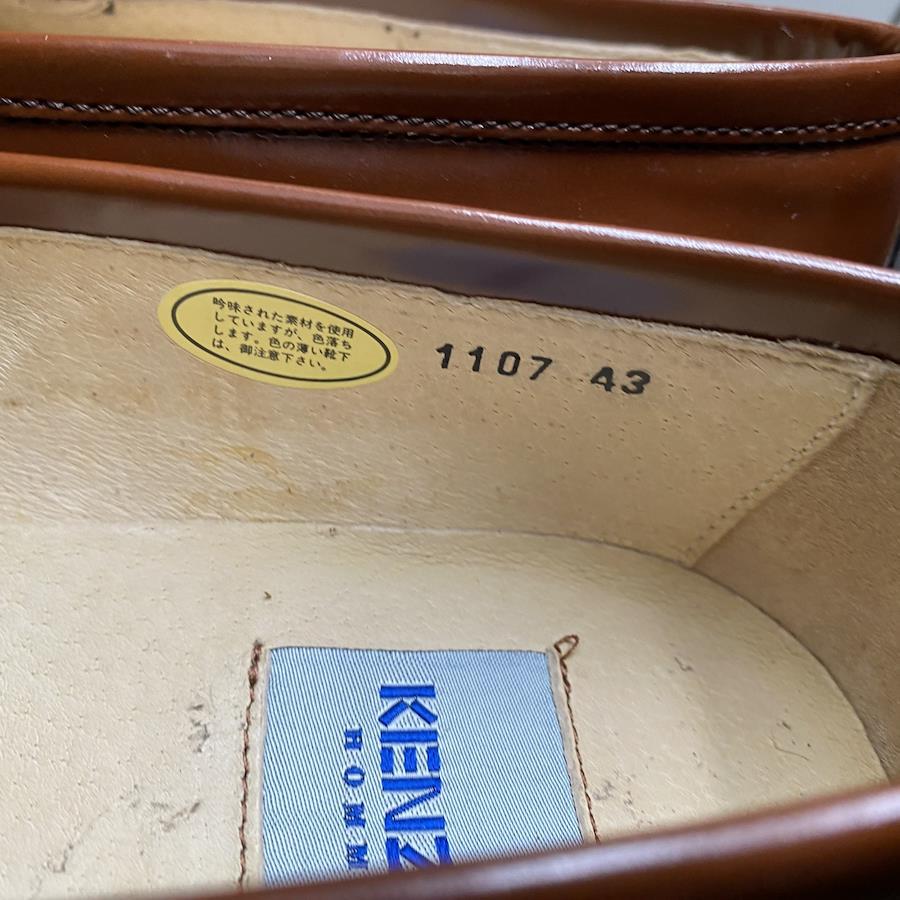 吟味された素材を使用
していますが、色落ち
します。色の薄い靴下
は、御注意下さい。
1107 43
KENZ
HOMM